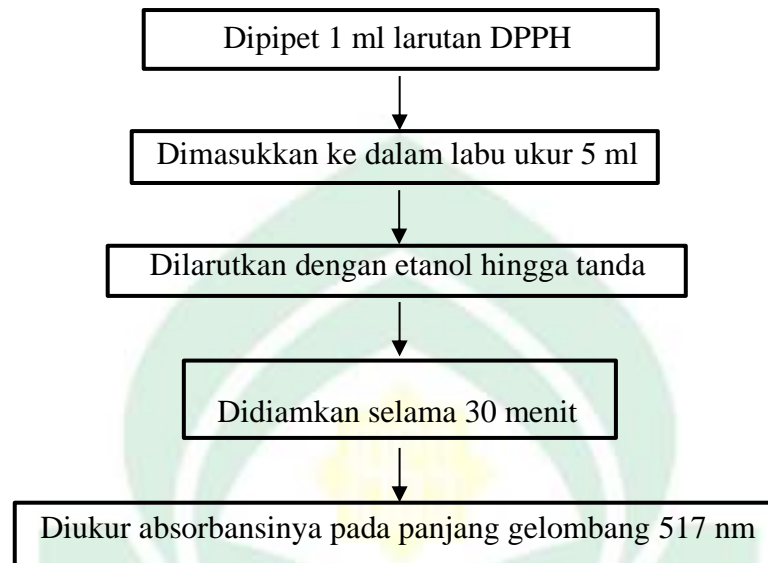 Dipipet 1 ml larutan DPPH
Dimasukkan ke dalam labu ukur 5 ml
Dilarutkan dengan etanol hingga tanda
Didiamkan selama 30 menit
Diukur absorbansinya pada panjang gelombang 517 nm